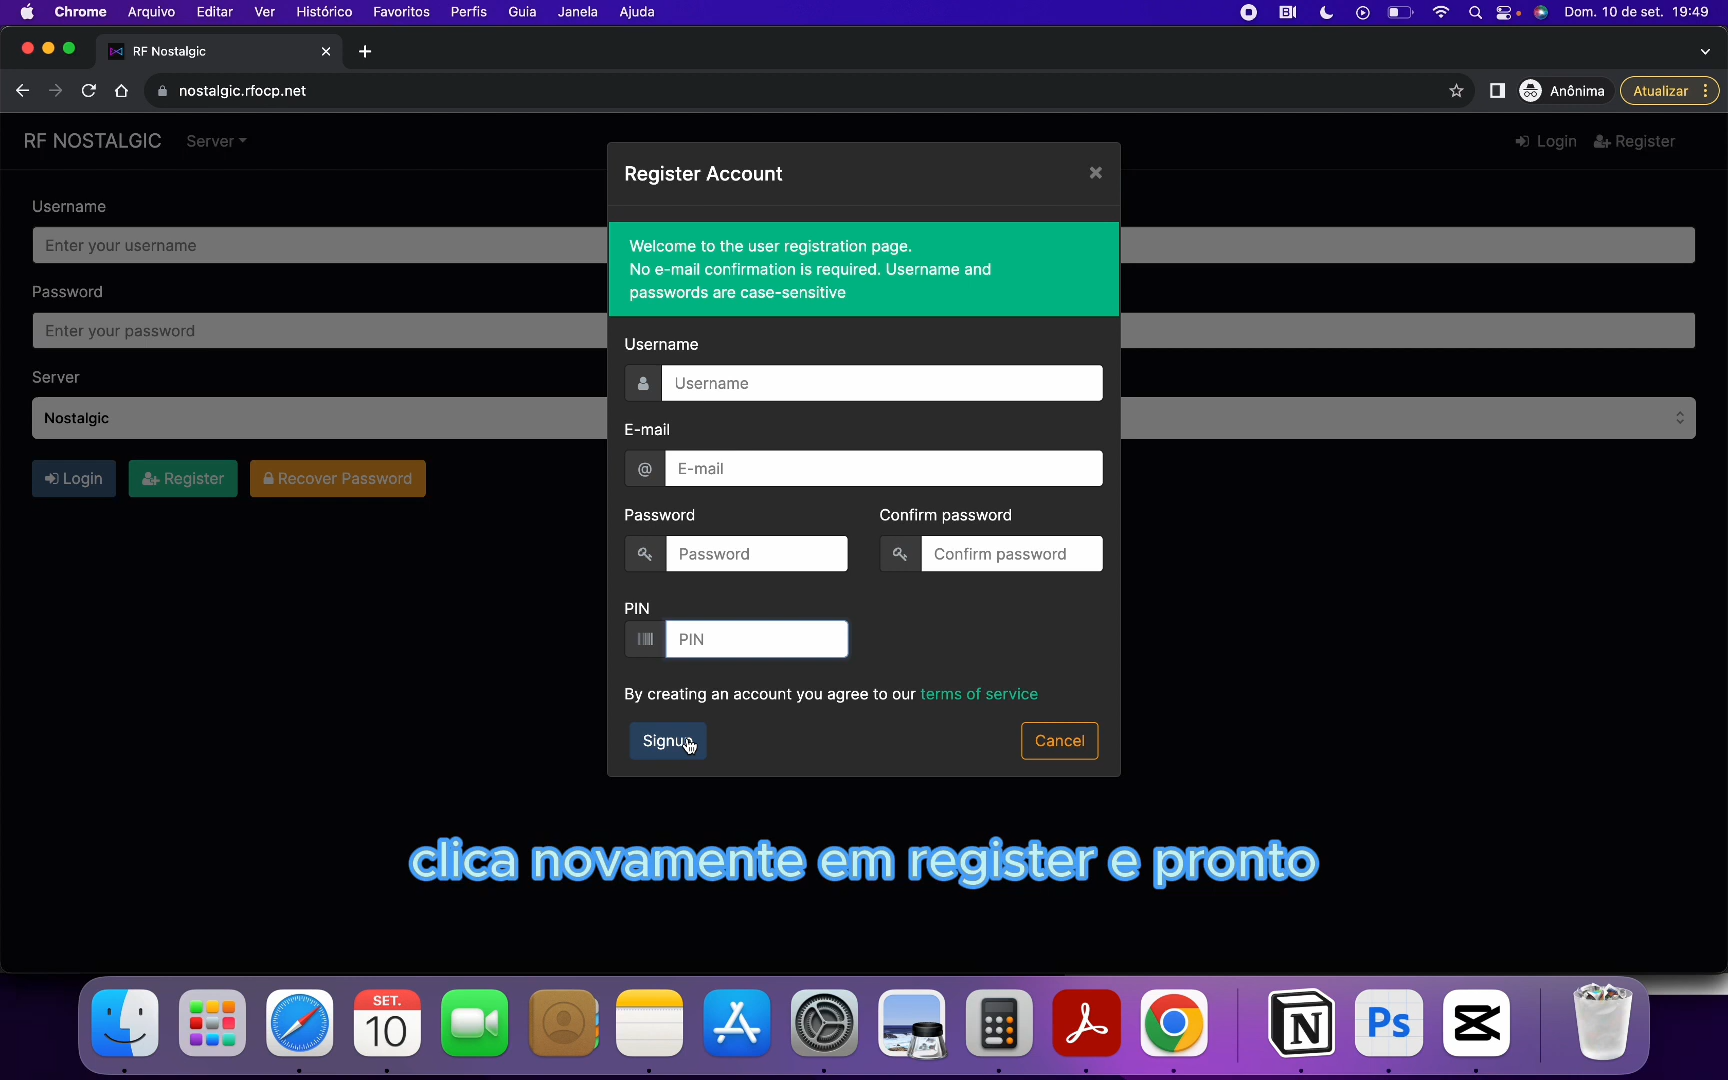 Chrome Arquivo Editar Ver Histórico Favoritos Perfis Guia Janela Ajuda
Dom. 10 de set. 19:49
RF Nostalgic
nostalgic.rfocp.net
Anônima
Atualizar
RF NOSTALGIC
Server
Login
Register
Username
Enter your username
Password
Enter your password
Server
Nostalgic
Login
Register
Recover Password
Register Account
Welcome to the user registration page.
No e-mail confirmation is required. Username and
passwords are case-sensitive
Username
Username
E-mail
@ E-mail
Password Confirm password
Password Confirm password
PIN
PIN
By creating an account you agree to our terms of service
Signup
Cancel
clica novamente em register e pronto
SET.
10
N
Ps